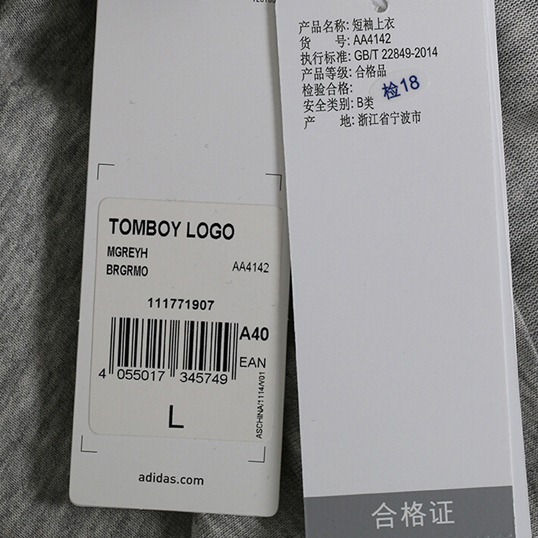 TOMBOY LOGO
MGREYH
BRGRMO AA4142
111771907
A40
EAN
4 055017 345749
L
ASCHINA/1114/V01
adidas.com
产品名称: 短袖上衣
货 号: AA4142
执行标准: GB/T 22849-2014
产品等级: 合格品
检验合格: 检18
安全类别: B类
产 地: 浙江省宁波市
合格证